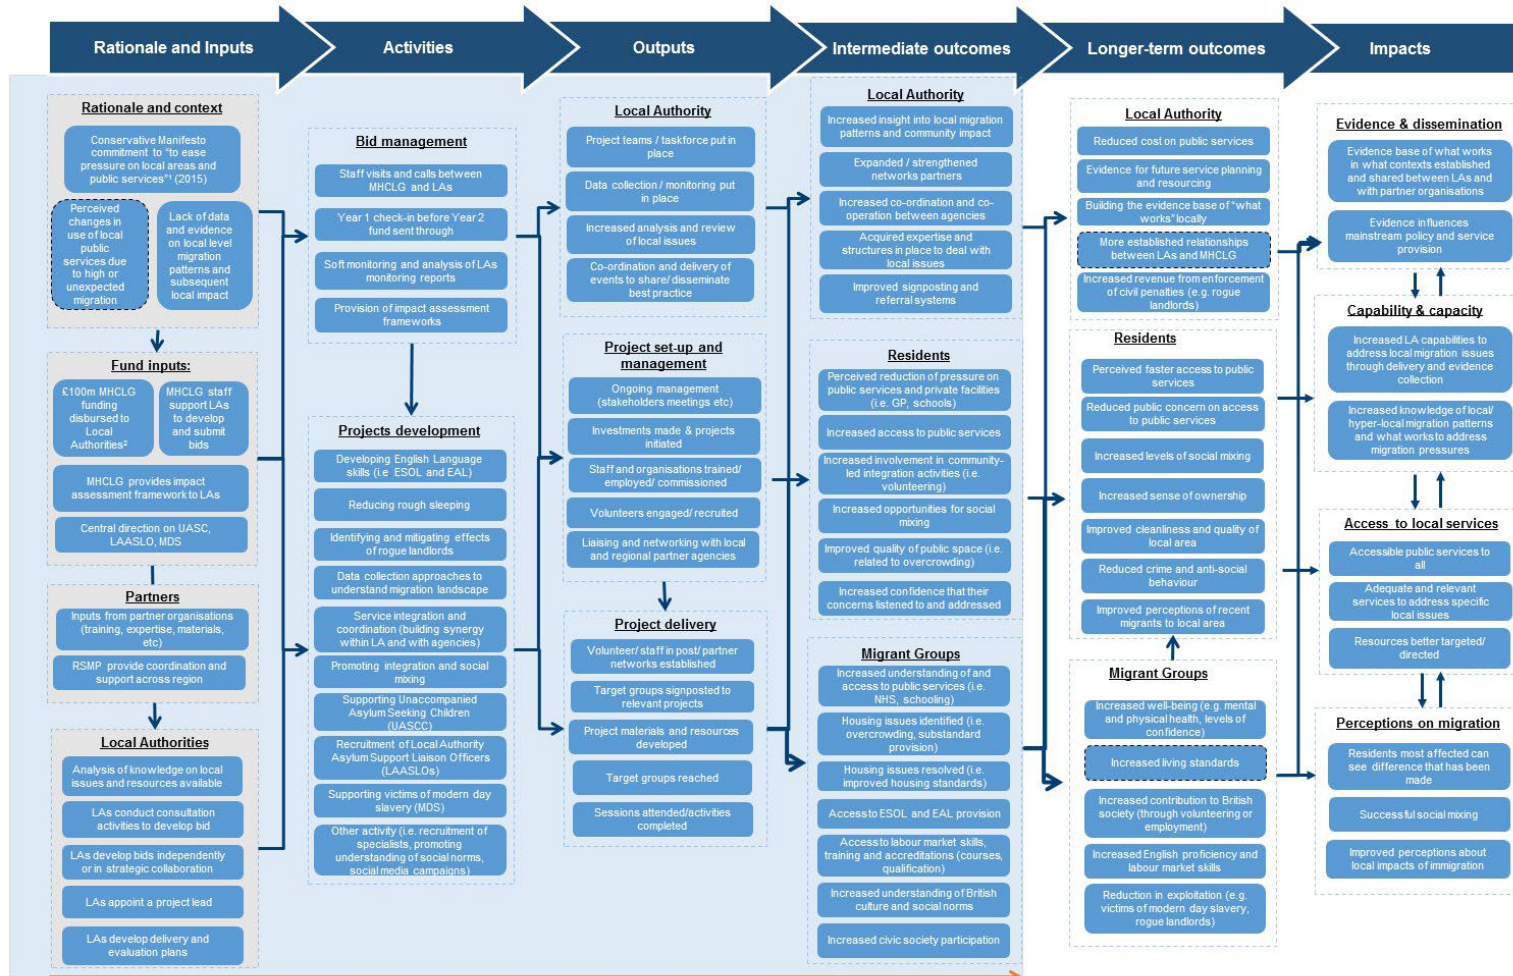 Rationale and Inputs
Activities
Outputs
Intermediate outcomes
Longer-term outcomes
Impacts
Rationale and context
Conservative Manifesto
commitment to “to ease
pressure on local areas and
public services”¹ (2015)
Perceived
changes in
use of local
public
services due
to high or
unexpected
migration
Lack of data
and evidence
on local level
migration
patterns and
subsequent
local impact
Fund inputs:
£100m MHCLG
funding
disbursed to
Local
Authorities²
MHCLG staff
support LAs
to develop
and submit
bids
MHCLG provides impact
assessment framework to LAs
Central direction on UASC,
LAASLO, MDS
Partners
Inputs from partner organisations
(training, expertise, materials,
etc)
RSMP provide coordination and
support across region
Local Authorities
Analysis of knowledge on local
issues and resources available
LAs conduct consultation
activities to develop bid
LAs develop bids independently
or in strategic collaboration
LAs appoint a project lead
LAs develop delivery and
evaluation plans
Bid management
Staff visits and calls between
MHCLG and LAs
Year 1 check-in before Year 2
fund sent through
Soft monitoring and analysis of LAs
monitoring reports
Provision of impact assessment
frameworks
Projects development
Developing English Language
skills (i.e ESOL and EAL)
Reducing rough sleeping
Identifying and mitigating effects
of rogue landlords
Data collection approaches to
understand migration landscape
Service integration and
coordination (building synergy
within LA and with agencies)
Promoting integration and social
mixing
Supporting Unaccompanied
Asylum Seeking Children
(UASCC)
Recruitment of Local Authority
Asylum Support Liaison Officers
(LAASLOs)
Supporting victims of modern day
slavery (MDS)
Other activity (i.e. recruitment of
specialists, promoting
understanding of social norms,
social media campaigns)
Local Authority
Project teams / taskforce put in
place
Data collection / monitoring put
in place
Increased analysis and review
of local issues
Co-ordination and delivery of
events to share/ disseminate
best practice
Project set-up and
management
Ongoing management
(stakeholders meetings etc)
Investments made & projects
initiated
Staff and organisations trained/
employed/ commissioned
Volunteers engaged/ recruited
Liaising and networking with local
and regional partner agencies
Project delivery
Volunteer/ staff in post/ partner
networks established
Target groups signposted to
relevant projects
Project materials and resources
developed
Target groups reached
Sessions attended/activities
completed
Local Authority
Increased insight into local migration
patterns and community impact
Expanded / strengthened
networks partners
Increased co-ordination and co-
operation between agencies
Acquired expertise and
structures in place to deal with
local issues
Improved signposting and
referral systems
Residents
Perceived reduction of pressure on
public services and private facilities
(i.e. GP, schools)
Increased access to public services
Increased involvement in community-
led integration activities (i.e.
volunteering)
Increased opportunities for social
mixing
Improved quality of public space (i.e.
related to overcrowding)
Increased confidence that their
concerns listened to and addressed
Migrant Groups
Increased understanding of and
access to public services (i.e.
NHS, schooling)
Housing issues identified (i.e.
overcrowding, substandard
provision)
Housing issues resolved (i.e.
improved housing standards)
Access to ESOL and EAL provision
Access to labour market skills,
training and accreditations (courses,
qualification)
Increased understanding of British
culture and social norms
Increased civic society participation
Local Authority
Reduced cost on public services
Evidence for future service planning
and resourcing
Building the evidence base of “what
works” locally
More established relationships
between LAs and MHCLG
Increased revenue from enforcement
of civil penalties (e.g. rogue
landlords)
Residents
Perceived faster access to public
services
Reduced public concern on access
to public services
Increased levels of social mixing
Increased sense of ownership
Improved cleanliness and quality of
local area
Reduced crime and anti-social
behaviour
Improved perceptions of recent
migrants to local area
Migrant Groups
Increased well-being (e.g. mental
and physical health, levels of
confidence)
Increased living standards
Increased contribution to British
society (through volunteering or
employment)
Increased English proficiency and
labour market skills
Reduction in exploitation (e.g.
victims of modern day slavery,
rogue landlords)
Evidence & dissemination
Evidence base of what works
in what contexts established
and shared between LAs and
with partner organisations
Evidence influences
mainstream policy and service
provision
Capability & capacity
Increased LA capabilities to
address local migration issues
through delivery and evidence
collection
Increased knowledge of local/
hyper-local migration patterns
and what works to address
migration pressures
Access to local services
Accessible public services to
all
Adequate and relevant
services to address specific
local issues
Resources better targeted/
directed
Perceptions on migration
Residents most affected can
see difference that has been
made
Successful social mixing
Improved perceptions about
local impacts of immigration